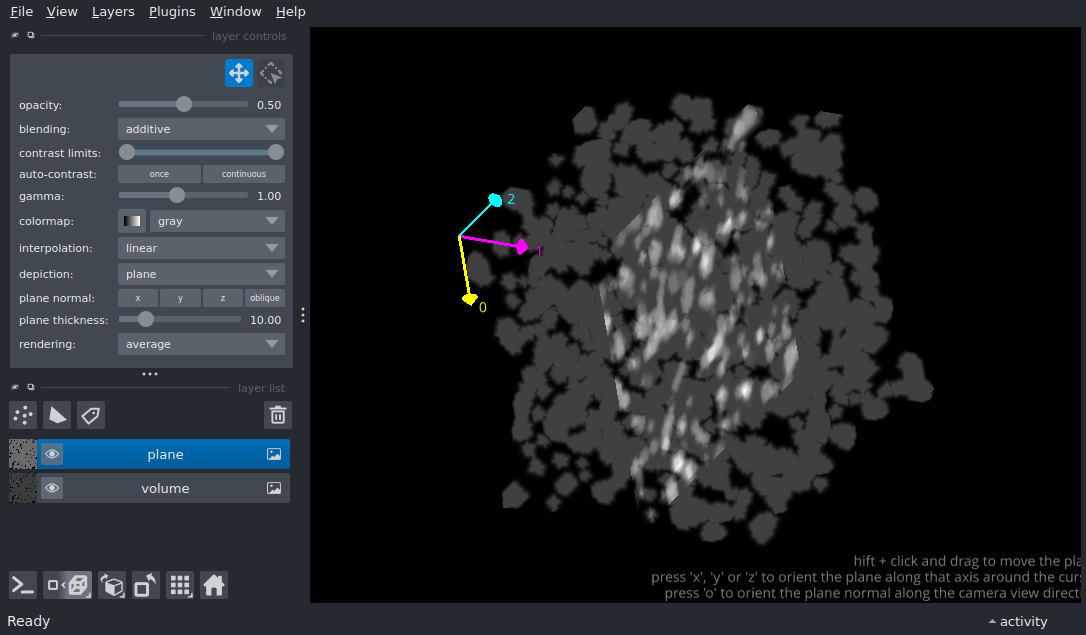 File View Layers Plugins Window Help
layer controls
opacity: 0.50
blending: additive
contrast limits:
auto-contrast: once continuous
gamma: 1.00
colormap: gray
interpolation: linear
depiction: plane
plane normal: x y z oblique
plane thickness: 10.00
rendering: average
layer list
plane
volume
2
1
0
hift + click and drag to move the pla
press 'x', 'y' or 'z' to orient the plane along that axis around the curs
press 'o' to orient the plane normal along the camera view direct
Ready
activity